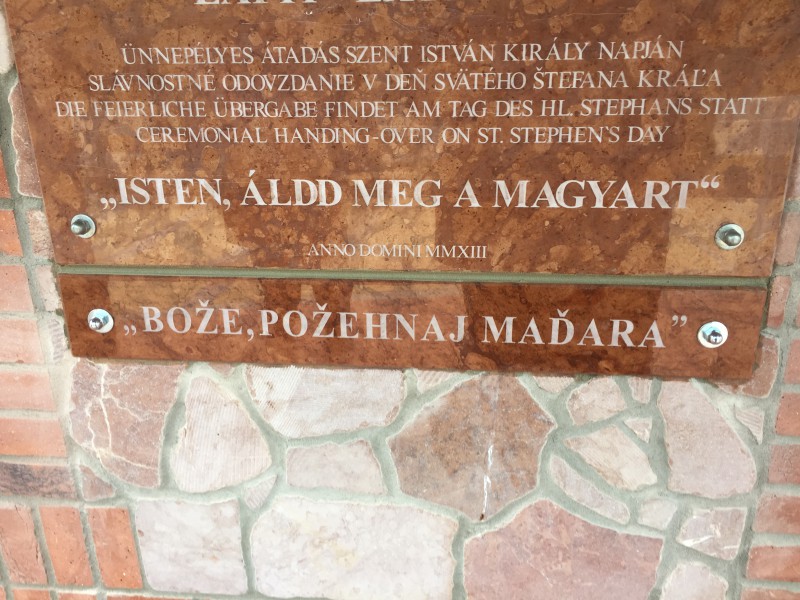 ÜNNEPÉLYES ÁTADÁS SZENT ISTVÁN KIRÁLY NAPJÁN
SLÁVNOSTNÉ ODOVZDANIE V DEŇ SVÄTÉHO ŠTEFANA KRÁĽA
DIE FEIERLICHE ÜBERGABE FINDET AM TAG DES HL. STEPHANS STATT
CEREMONIAL HANDING-OVER ON ST. STEPHEN'S DAY
„ISTEN, ÁLDD MEG A MAGYART“
ANNO DOMINI MMXIII
„BOŽE, POŽEHNAJ MAĎARA”